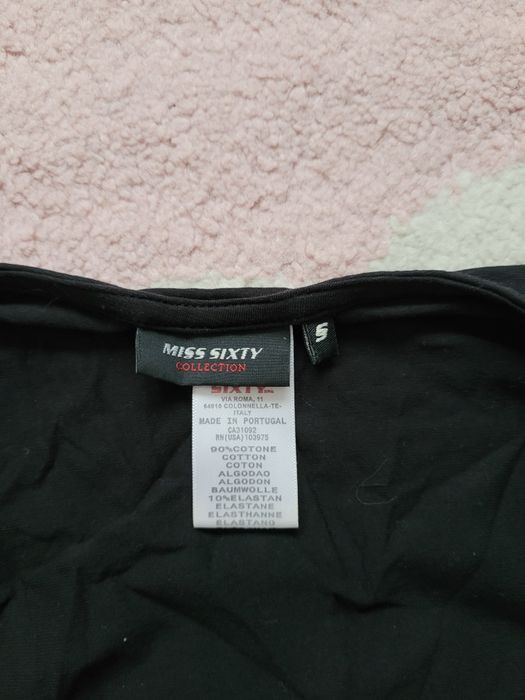 MISS SIXTY
COLLECTION
S
SIXTY
VIA ROMA, 11
64010 COLONNELLA-TE-
ITALY
MADE IN PORTUGAL
CA31092
RN(USA)103975
90%COTONE
COTTON
COTON
ALGODAO
ALGODON
BAUMWOLLE
10%ELASTAN
ELASTANE
ELASTHANNE
ELASTANO